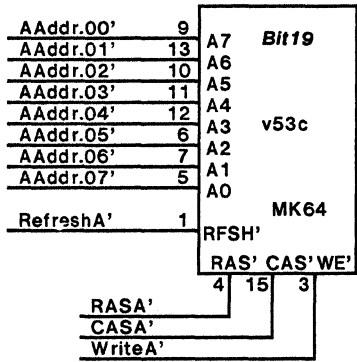 AAddr.00' 9 A7 Bit19
AAddr.01' 13 A6
AAddr.02' 10 A5
AAddr.03' 11 A4
AAddr.04' 12 A3 v53c
AAddr.05' 6 A2
AAddr.06' 7 A1
AAddr.07' 5 A0
MK64
RefreshA' 1 RFSH'
RAS' CAS' WE'
4 15 3
RASA'
CASA'
WriteA'